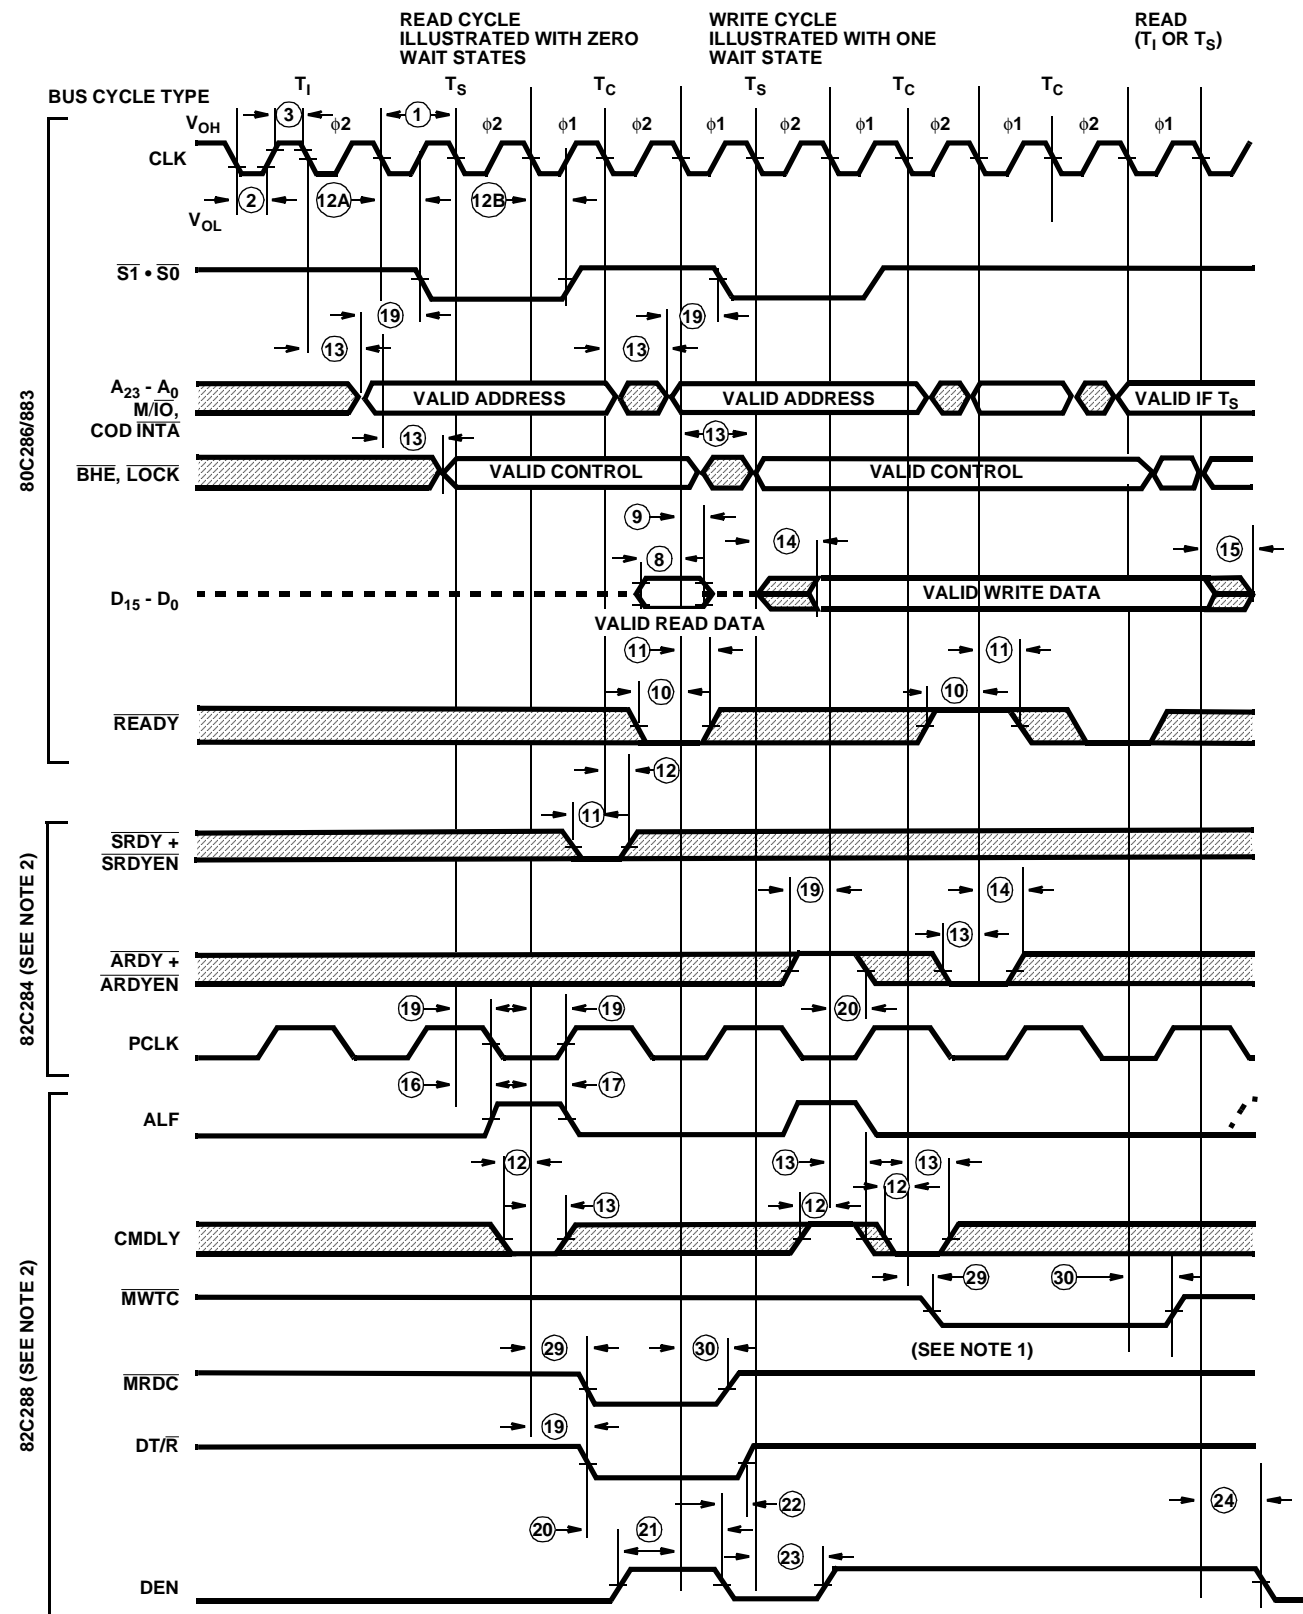 READ CYCLE
ILLUSTRATED WITH ZERO
WAIT STATES
WRITE CYCLE
ILLUSTRATED WITH ONE
WAIT STATE
READ
(TI OR TS)
BUS CYCLE TYPE
TI
TS
TC
TS
TC
TC
VOH
CLK
VOL
3
ϕ2
1
ϕ2
ϕ1
ϕ2
ϕ1
ϕ2
ϕ1
ϕ2
ϕ1
ϕ2
ϕ1
2
12A
12B
80C286/883
S1 • S0
19
19
13
13
A23 - A0
M/IO,
COD INTA
VALID ADDRESS
VALID ADDRESS
VALID IF TS
13
13
BHE, LOCK
VALID CONTROL
VALID CONTROL
9
8
14
15
D15 - D0
VALID WRITE DATA
VALID READ DATA
11
11
10
10
READY
12
11
82C284 (SEE NOTE 2)
SRDY +
SRDYEN
19
14
13
ARDY +
ARDYEN
19
19
20
PCLK
16
17
82C288 (SEE NOTE 2)
ALF
12
13
13
12
13
12
CMDLY
29
30
MWTC
29
30
(SEE NOTE 1)
MRDC
19
DT/R
22
24
20
21
23
DEN